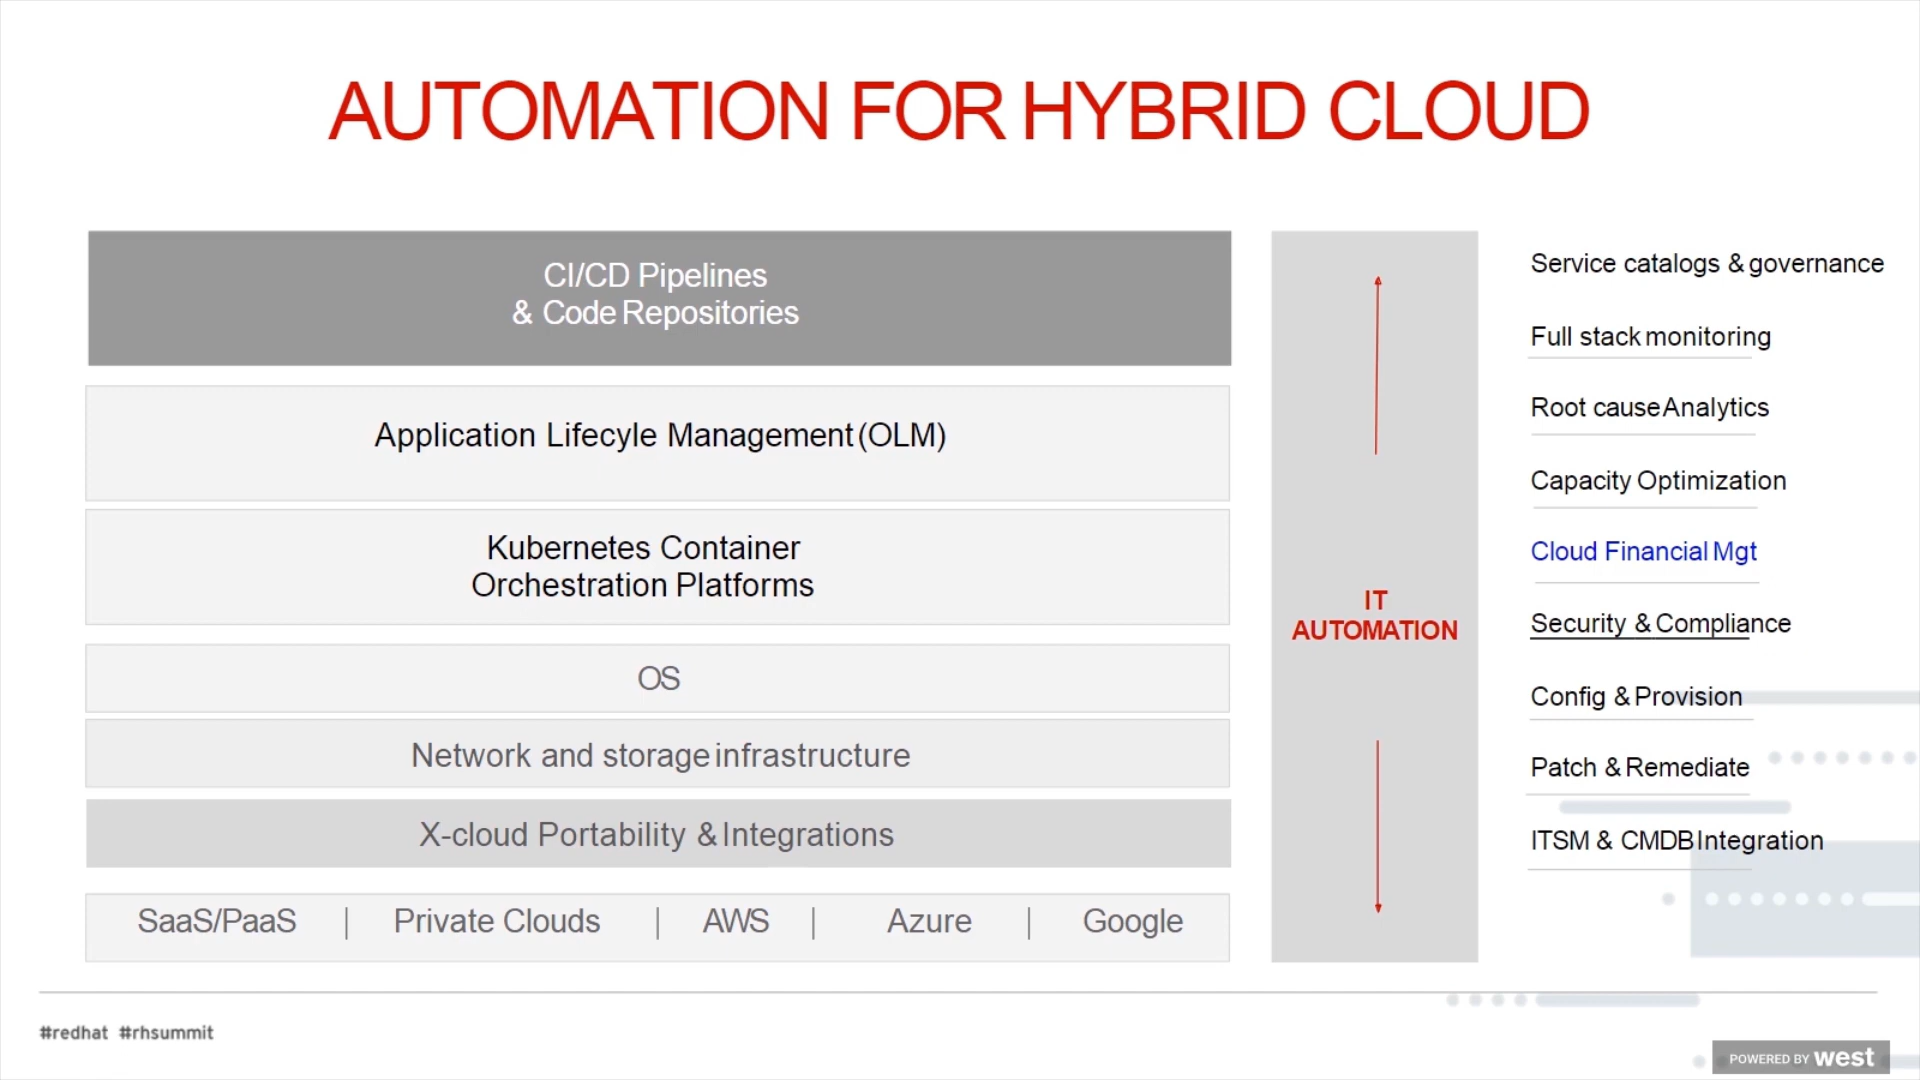 AUTOMATION FOR HYBRID CLOUD
CI/CD Pipelines
& Code Repositories
Application Lifecyle Management (OLM)
Kubernetes Container
Orchestration Platforms
OS
Network and storage infrastructure
X-cloud Portability & Integrations
SaaS/PaaS | Private Clouds | AWS | Azure | Google
IT
AUTOMATION
Service catalogs & governance
Full stack monitoring
Root cause Analytics
Capacity Optimization
Cloud Financial Mgt
Security & Compliance
Config & Provision
Patch & Remediate
ITSM & CMDB Integration
#redhat #rhsummit
POWERED BY west